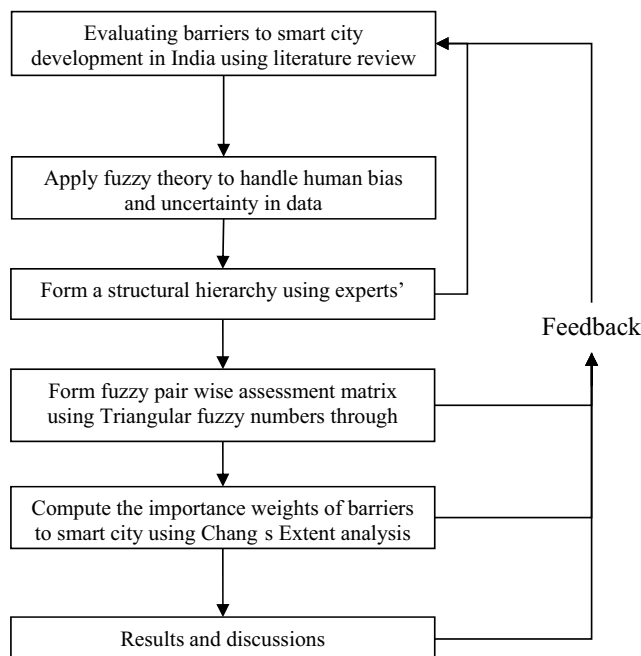 Evaluating barriers to smart city
development in India using literature review
Apply fuzzy theory to handle human bias
and uncertainty in data
Form a structural hierarchy using experts’
Feedback
Form fuzzy pair wise assessment matrix
using Triangular fuzzy numbers through
Compute the importance weights of barriers
to smart city using Chang s Extent analysis
Results and discussions